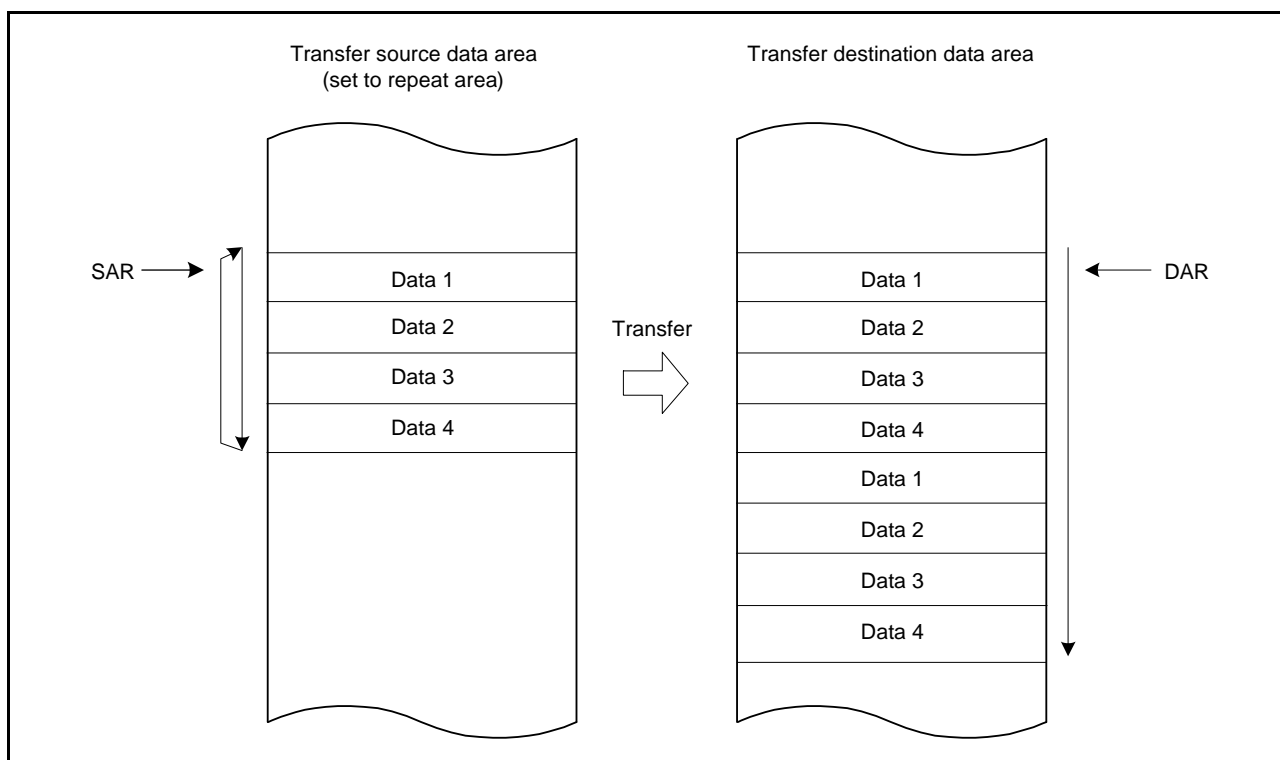 Transfer source data area
(set to repeat area)
Transfer destination data area
SAR
Data 1
Data 2
Data 3
Data 4
Transfer
Data 1
Data 2
Data 3
Data 4
Data 1
Data 2
Data 3
Data 4
DAR